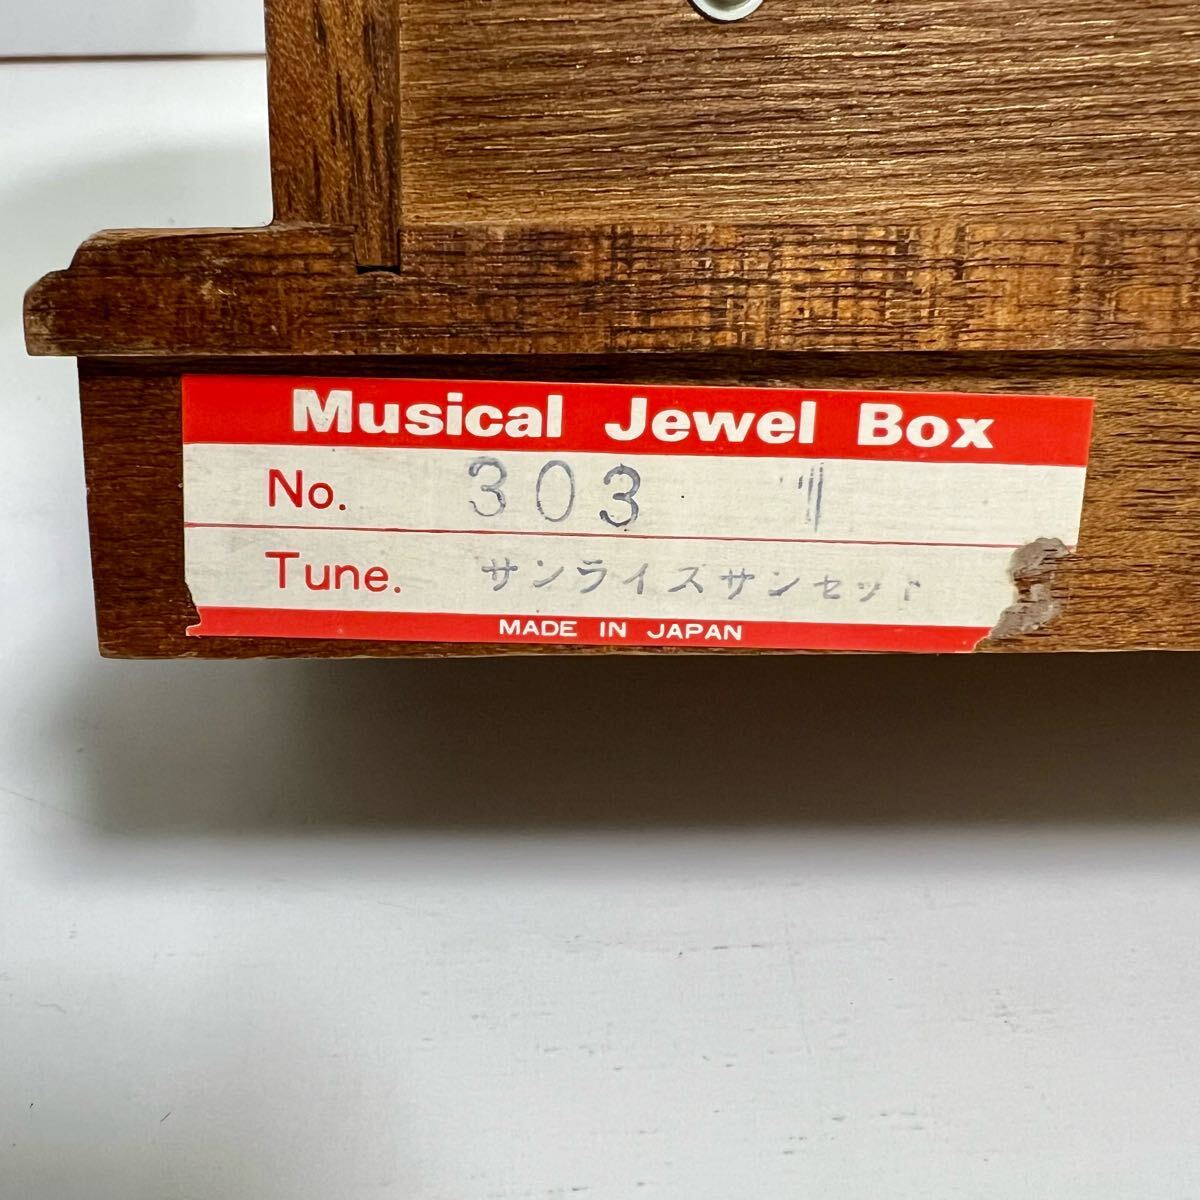 Musical Jewel Box
No. 303 1
Tune. サンライズサンセット
MADE IN JAPAN